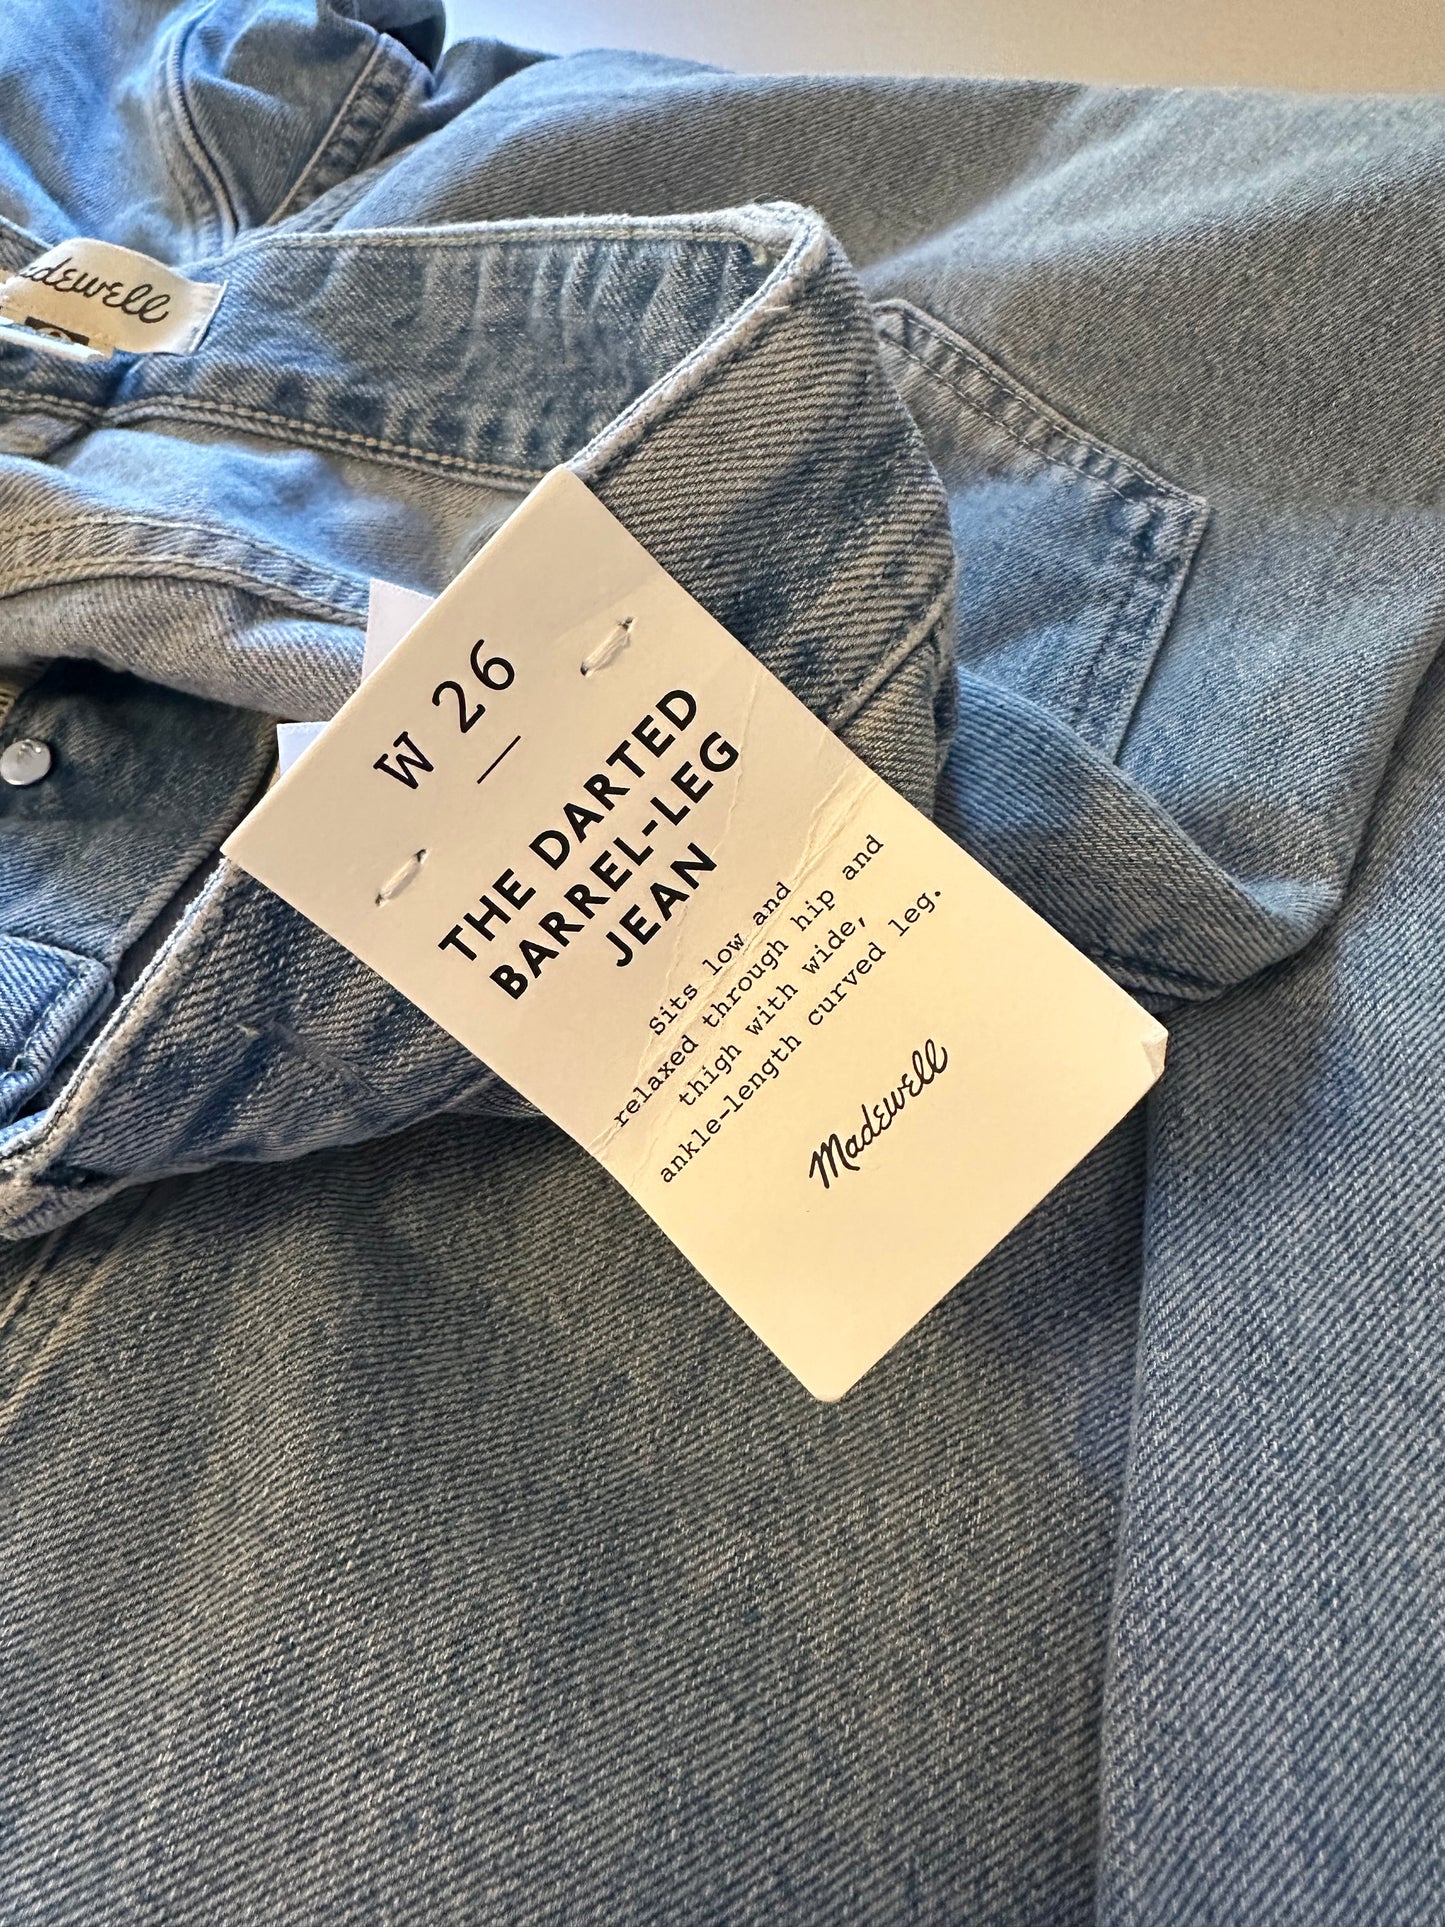 Madewell
W 26
THE DARTED
BARREL-LEG
JEAN
Sits low and
relaxed through hip and
thigh with wide,
ankle-length curved leg.
Madewell